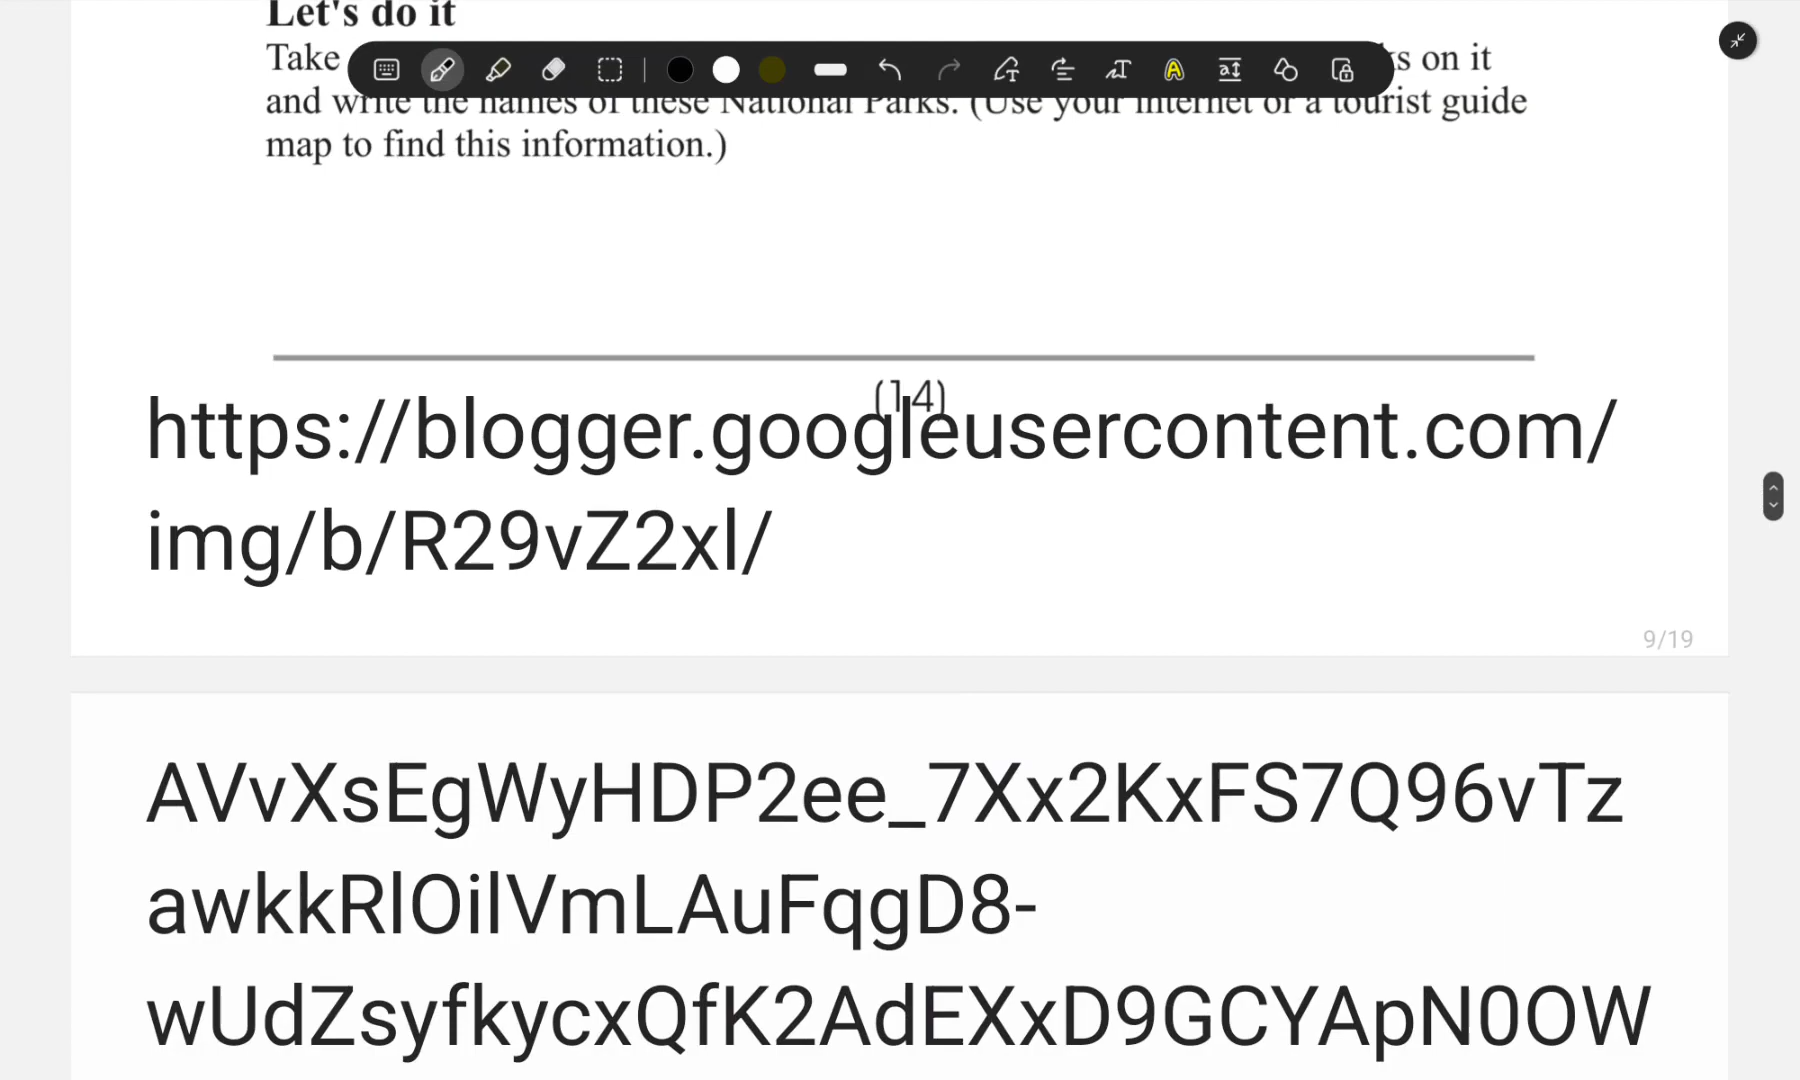 Let's do it
Take ks on it
and write the names of these National Parks. (Use your internet or a tourist guide
map to find this information.)
(14)
https://blogger.googleusercontent.com/
img/b/R29vZ2xl/
9/19
AVvXsEgWyHDP2ee_7Xx2KxFS7Q96vTz
awkkRlOilVmLAuFqgD8-
wUdZsyfkycxQfK2AdEXxD9GCYApN0OW